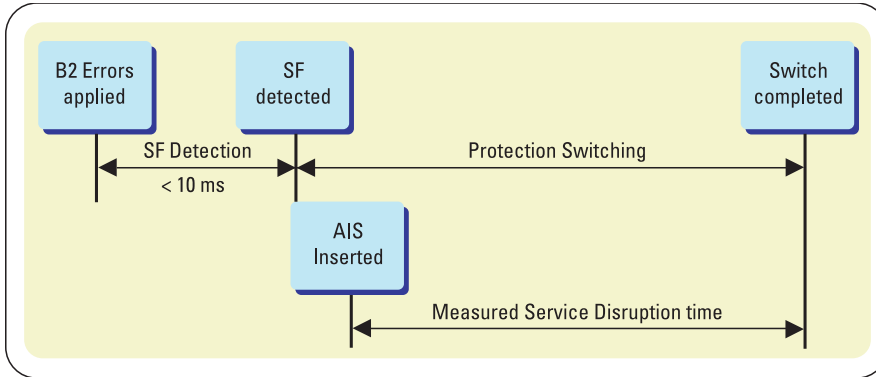 B2 Errors
applied
SF
detected
Switch
completed
SF Detection
< 10 ms
Protection Switching
AIS
Inserted
Measured Service Disruption time